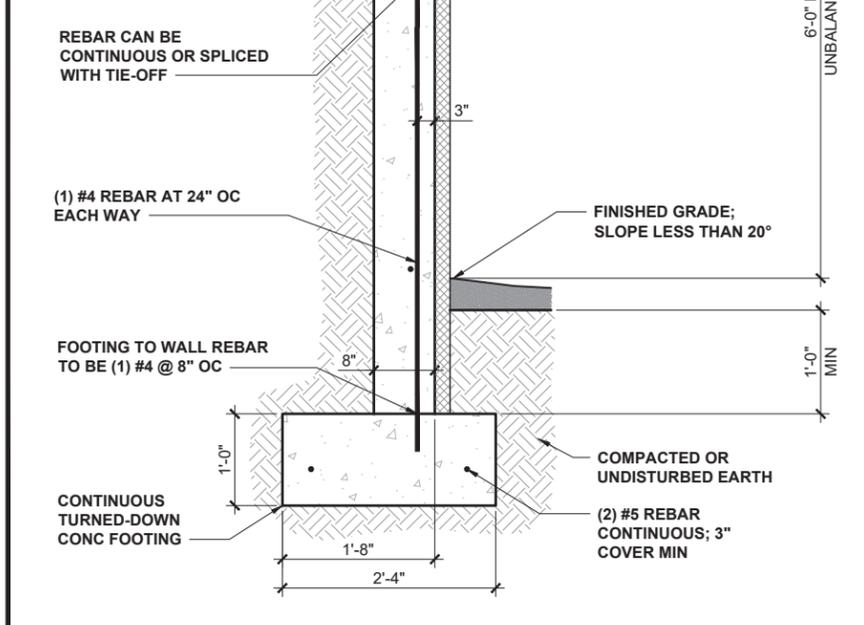 REBAR CAN BE
CONTINUOUS OR SPLICED
WITH TIE-OFF
6'-0"
UNBALAN
3"
(1) #4 REBAR AT 24" OC
EACH WAY
FINISHED GRADE;
SLOPE LESS THAN 20°
FOOTING TO WALL REBAR
TO BE (1) #4 @ 8" OC
8"
1'-0"
MIN
1'-0"
COMPACTED OR
UNDISTURBED EARTH
CONTINUOUS
TURNED-DOWN
CONC FOOTING
(2) #5 REBAR
CONTINUOUS; 3"
COVER MIN
1'-8"
2'-4"